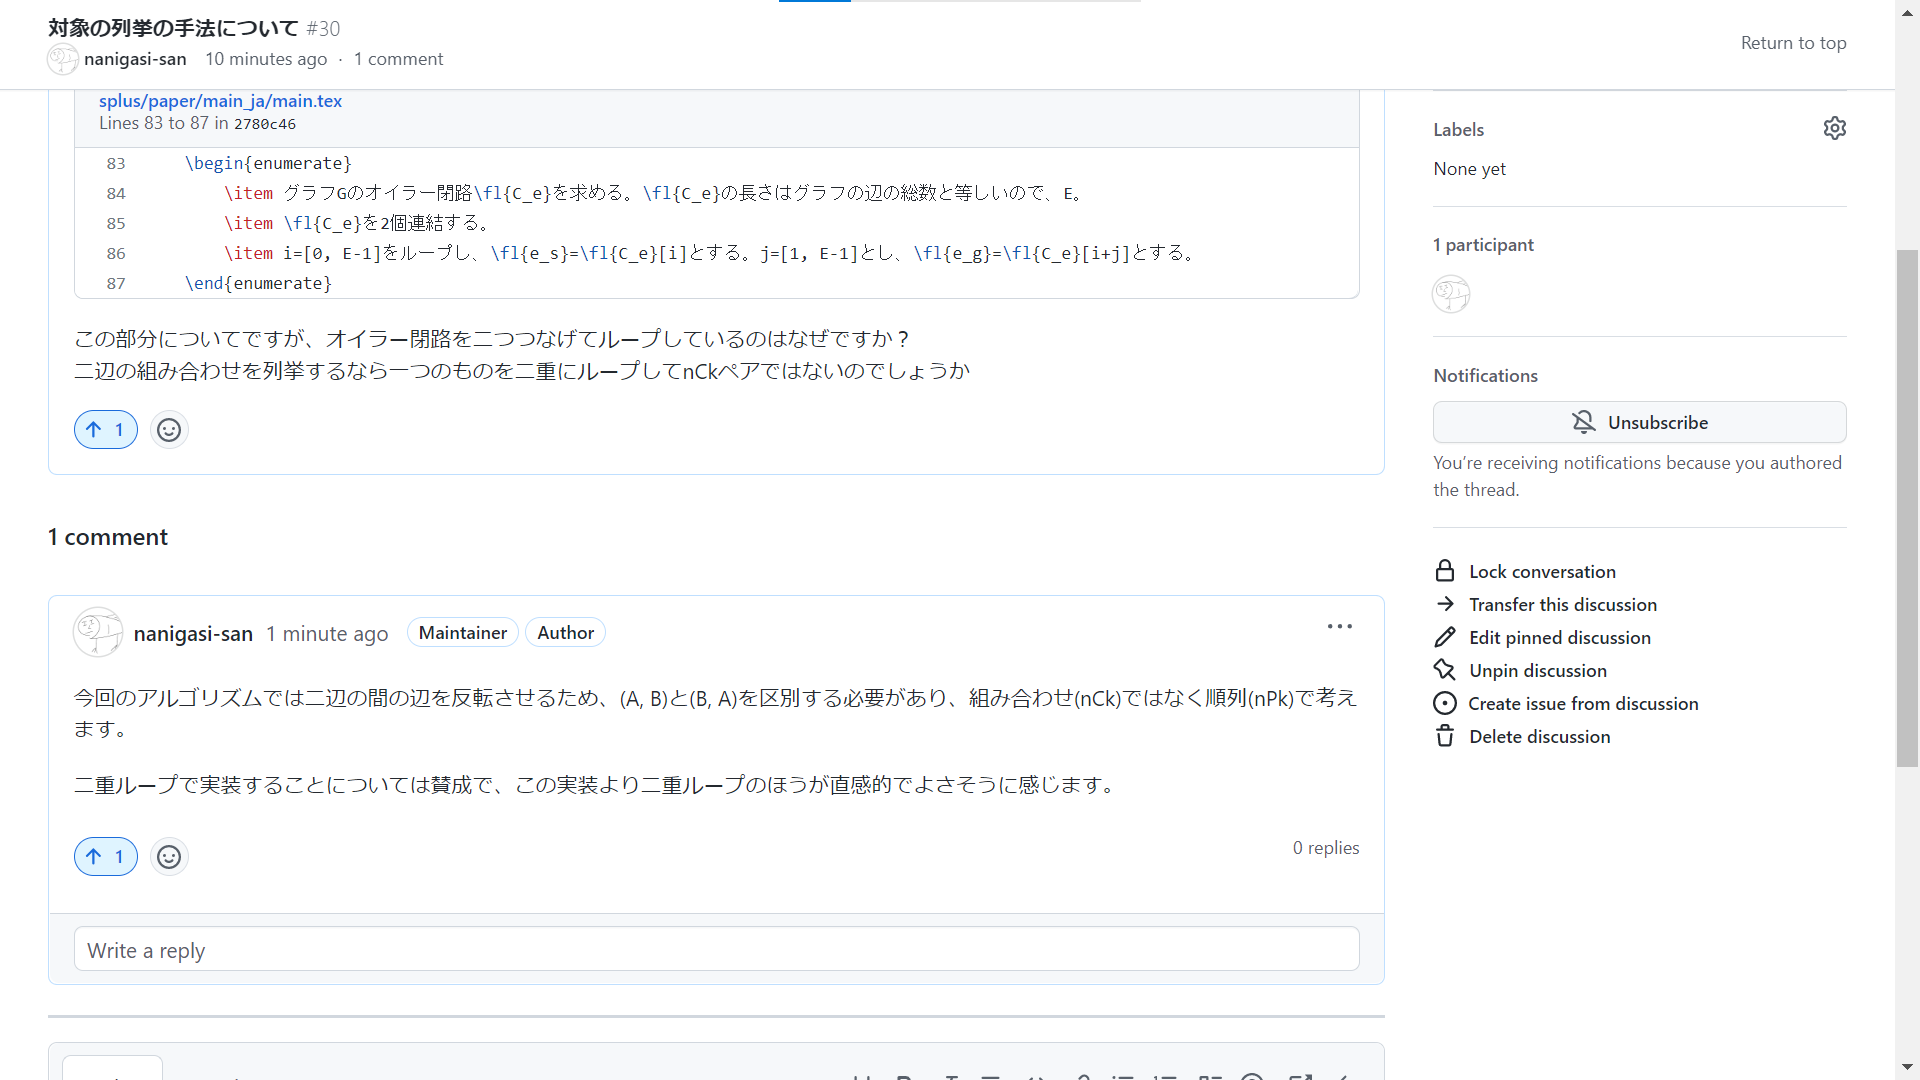 対象の列挙の手法について #30
nanigasi-san 10 minutes ago · 1 comment
Return to top
splus/paper/main_ja/main.tex
Lines 83 to 87 in 2780c46
83 \begin{enumerate}
84 \item グラフGのオイラー閉路\fl{C_e}を求める。\fl{C_e}の長さはグラフの辺の総数と等しいので、E。
85 \item \fl{C_e}を2個連結する。
86 \item i=[0, E-1]をループし、\fl{e_s}=\fl{C_e}[i]とする。j=[1, E-1]とし、\fl{e_g}=\fl{C_e}[i+j]とする。
87 \end{enumerate}
この部分についてですが、オイラー閉路を二つつなげてループしているのはなぜですか？
二辺の組み合わせを列挙するなら一つのものを二重にループしてnCkペアではないのでしょうか
1
1 comment
nanigasi-san 1 minute ago Maintainer Author
今回のアルゴリズムでは二辺の間の辺を反転させるため、(A, B)と(B, A)を区別する必要があり、組み合わせ(nCk)ではなく順列(nPk)で考え
ます。
二重ループで実装することについては賛成で、この実装より二重ループのほうが直感的でよさそうに感じます。
1
0 replies
Write a reply
Labels
None yet
1 participant
Notifications
Unsubscribe
You’re receiving notifications because you authored
the thread.
Lock conversation
Transfer this discussion
Edit pinned discussion
Unpin discussion
Create issue from discussion
Delete discussion